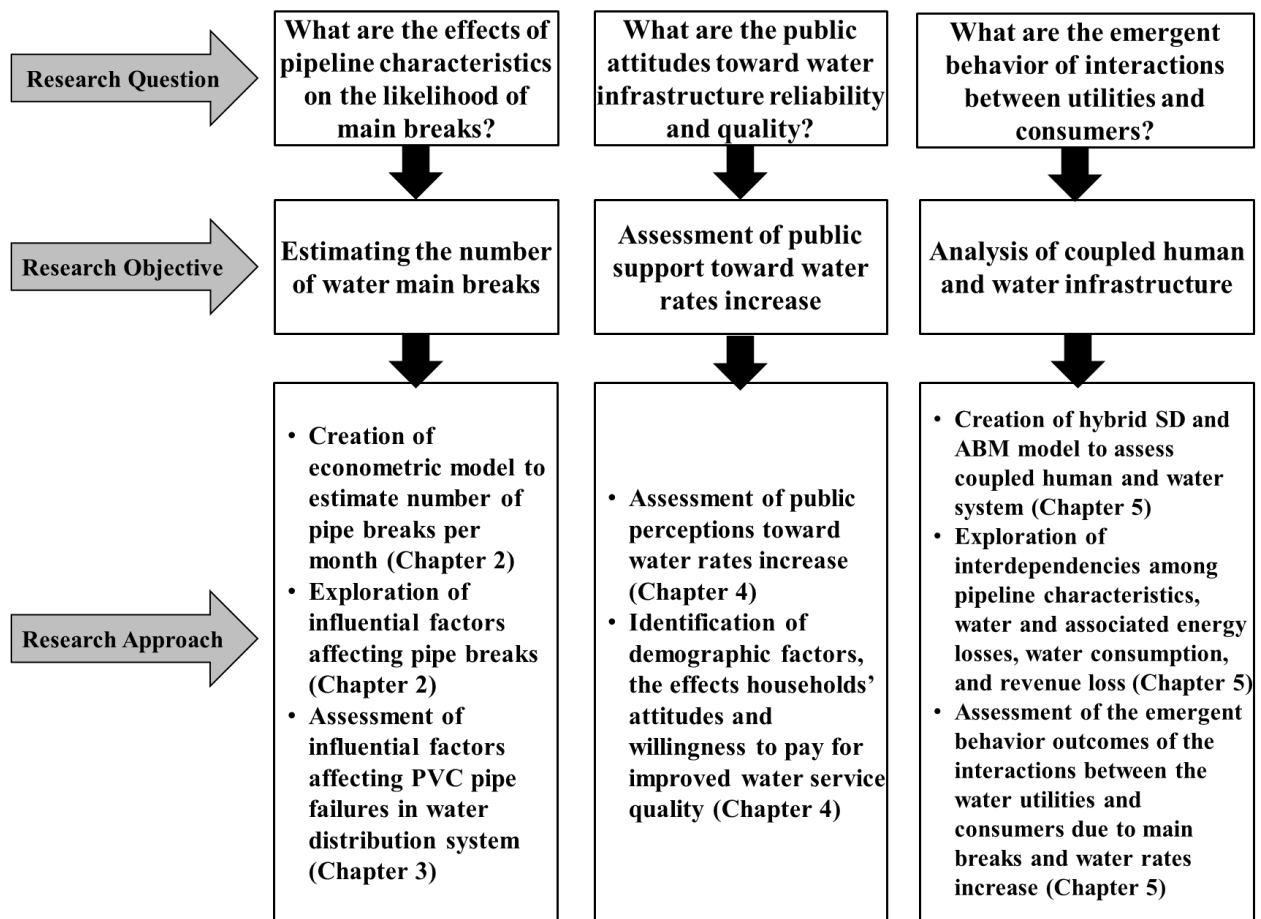 Research Question
What are the effects of
pipeline characteristics
on the likelihood of
main breaks?
What are the public
attitudes toward water
infrastructure reliability
and quality?
What are the emergent
behavior of interactions
between utilities and
consumers?
Research Objective
Estimating the number
of water main breaks
Assessment of public
support toward water
rates increase
Analysis of coupled human
and water infrastructure
Research Approach
• Creation of
econometric model to
estimate number of
pipe breaks per
month (Chapter 2)
• Exploration of
influential factors
affecting pipe breaks
(Chapter 2)
• Assessment of
influential factors
affecting PVC pipe
failures in water
distribution system
(Chapter 3)
• Assessment of public
perceptions toward
water rates increase
(Chapter 4)
• Identification of
demographic factors,
the effects households’
attitudes and
willingness to pay for
improved water service
quality (Chapter 4)
• Creation of hybrid SD and
ABM model to assess
coupled human and water
system (Chapter 5)
• Exploration of
interdependencies among
pipeline characteristics,
water and associated energy
losses, water consumption,
and revenue loss (Chapter 5)
• Assessment of the emergent
behavior outcomes of the
interactions between the
water utilities and
consumers due to main
breaks and water rates
increase (Chapter 5)